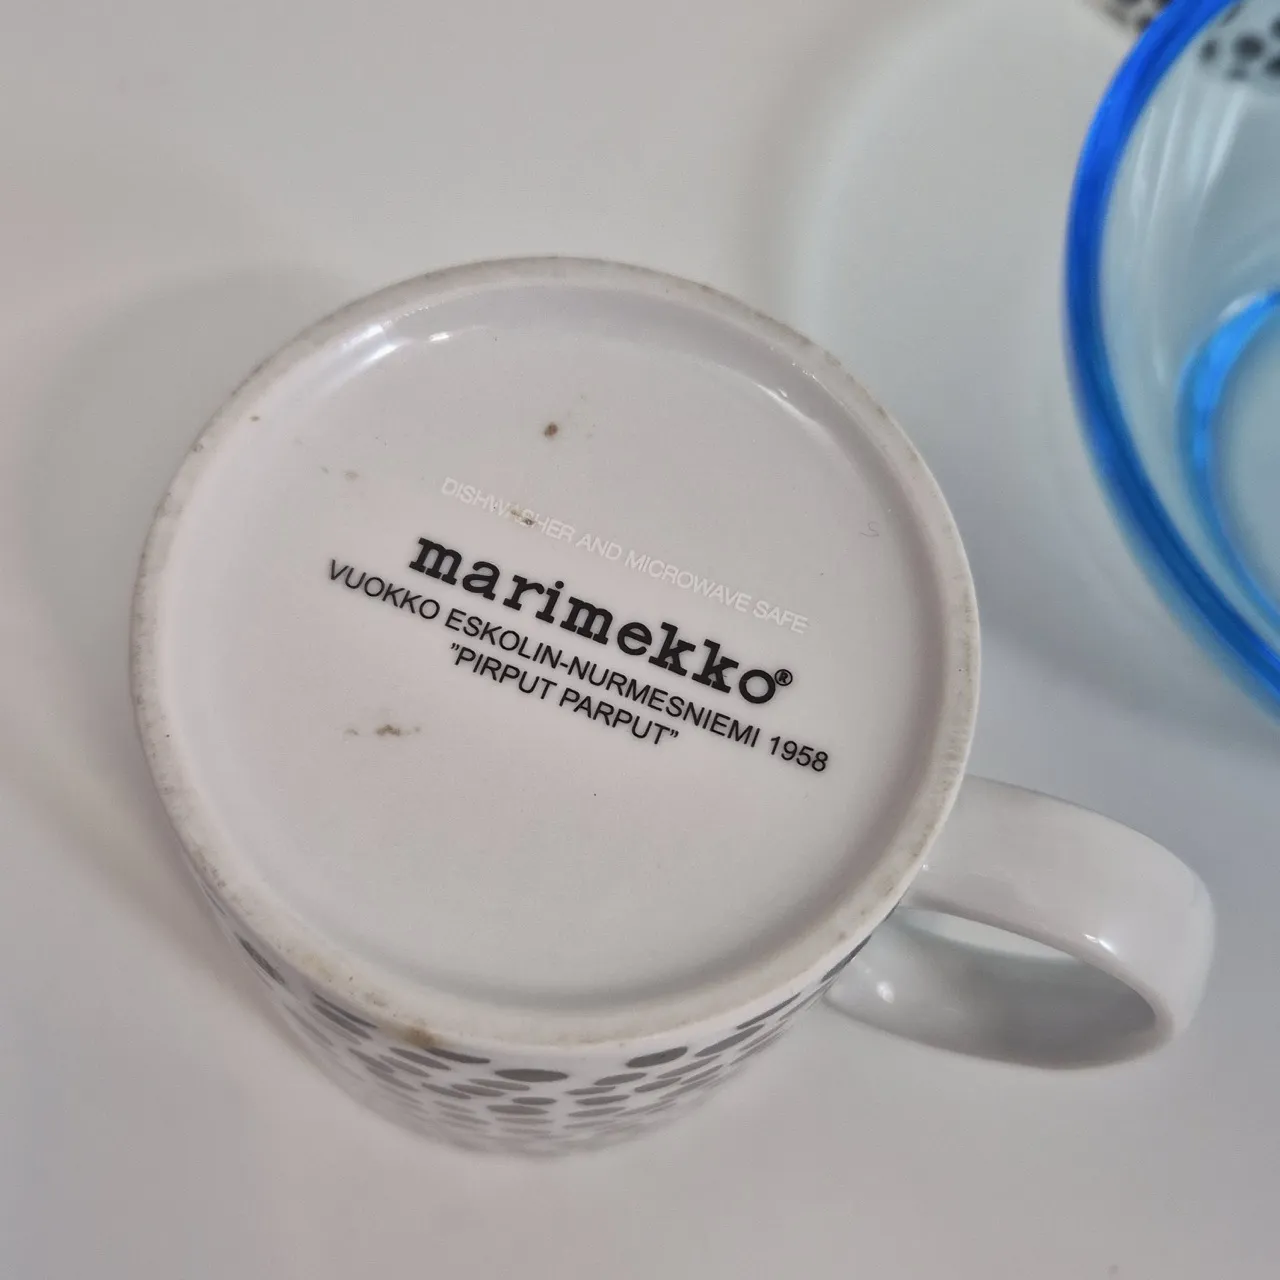 DISHWASHER AND MICROWAVE SAFE
marimekko®
VUOKKO ESKOLIN-NURMESNIEMI 1958
”PIRPUT PARPUT”